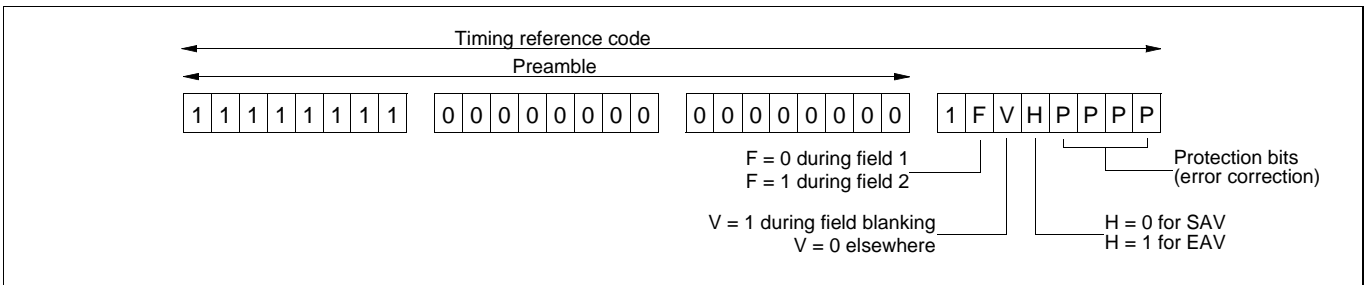 Timing reference code
Preamble
1 1 1 1 1 1 1 1 0 0 0 0 0 0 0 0 0 0 0 0 0 0 0 0 1 F V H P P P P
F = 0 during field 1
F = 1 during field 2
Protection bits
(error correction)
V = 1 during field blanking
V = 0 elsewhere
H = 0 for SAV
H = 1 for EAV